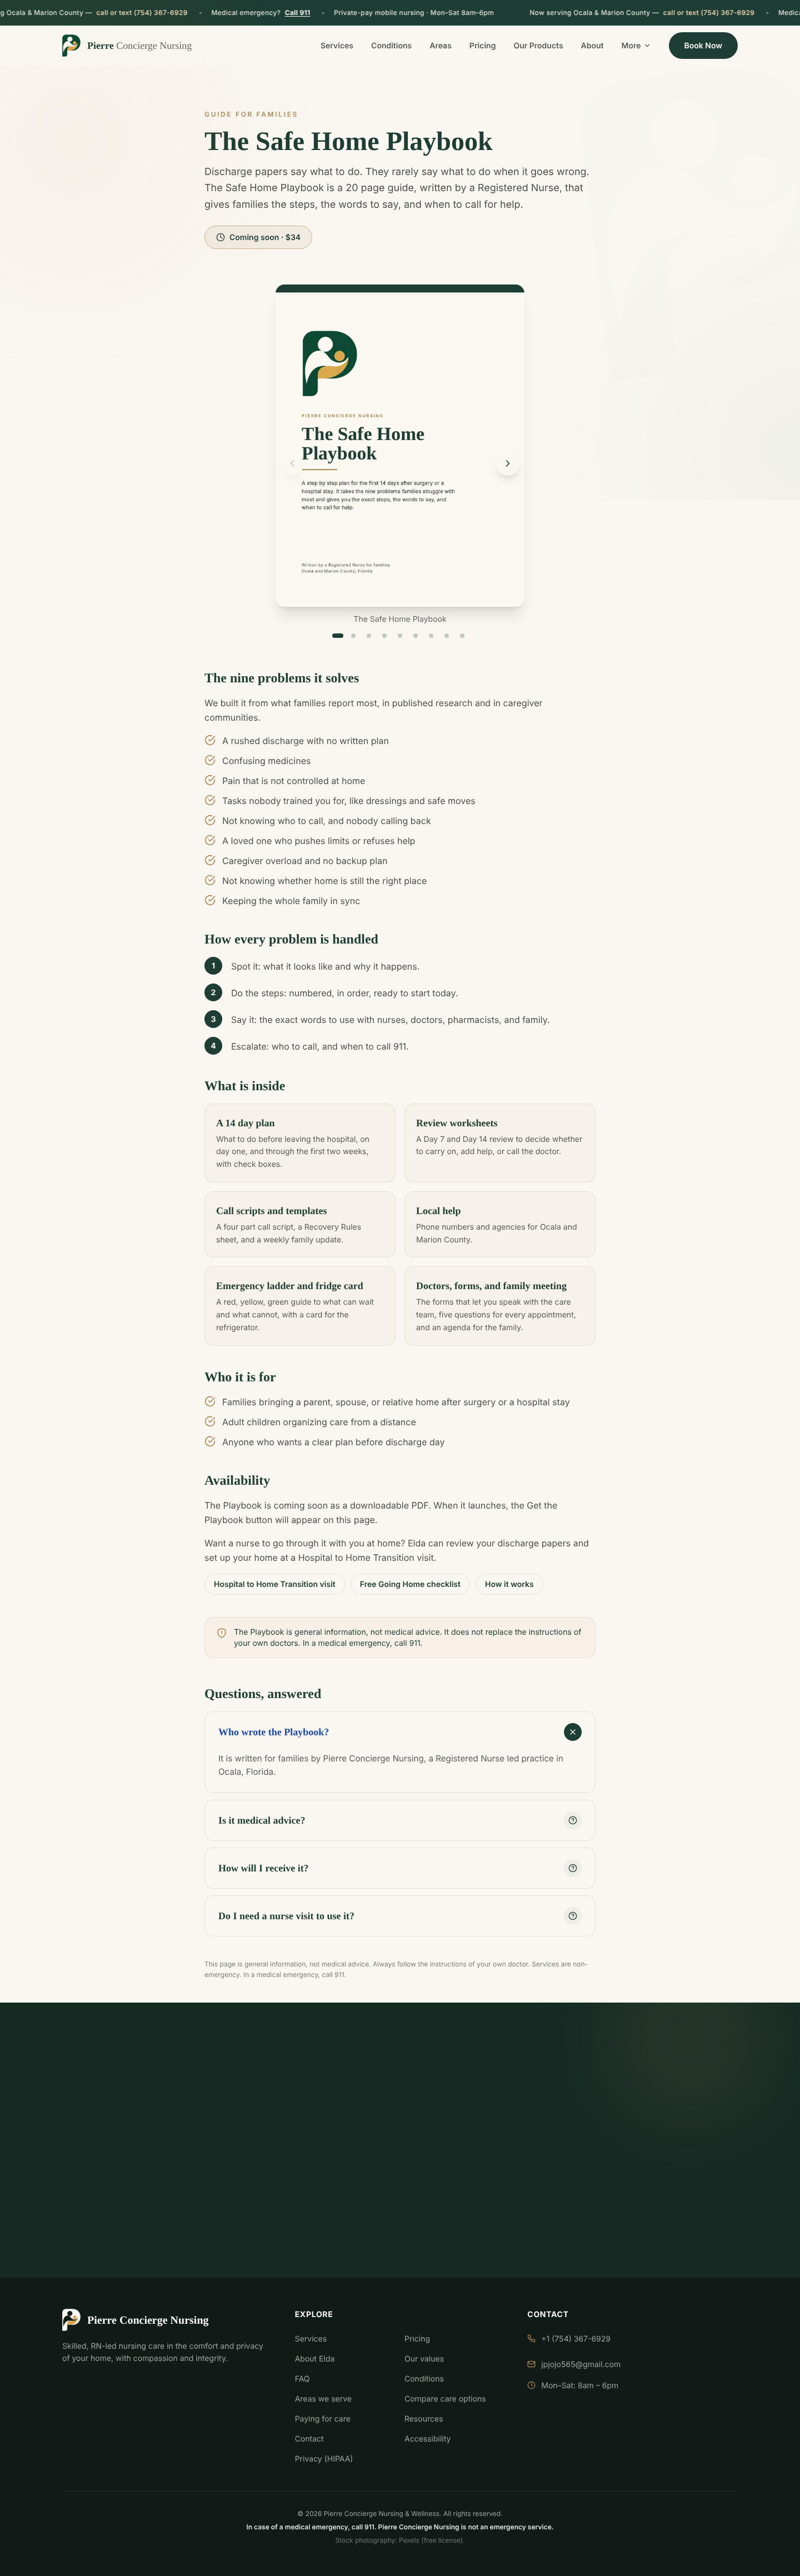 g Ocala & Marion County — call or text (754) 367-6929 • Medical emergency? Call 911 • Private-pay mobile nursing · Mon–Sat 8am–6pm Now serving Ocala & Marion County — call or text (754) 367-6929 •
Pierre Concierge Nursing Services Conditions Areas Pricing Our Products About More Book Now
GUIDE FOR FAMILIES
The Safe Home Playbook
Discharge papers say what to do. They rarely say what to do when it goes wrong.
The Safe Home Playbook is a 20 page guide, written by a Registered Nurse, that
gives families the steps, the words to say, and when to call for help.
Coming soon · $34
PIERRE CONCIERGE NURSING
The Safe Home
Playbook
A step by step plan for the first 14 days after surgery or a
hospital stay. It takes the nine problems families struggle with
most and gives you the exact steps, the words to say, and
when to call for help.
Written by a Registered Nurse for families
Ocala and Marion County, Florida
The Safe Home Playbook
The nine problems it solves
We built it from what families report most, in published research and in caregiver
communities.
A rushed discharge with no written plan
Confusing medicines
Pain that is not controlled at home
Tasks nobody trained you for, like dressings and safe moves
Not knowing who to call, and nobody calling back
A loved one who pushes limits or refuses help
Caregiver overload and no backup plan
Not knowing whether home is still the right place
Keeping the whole family in sync
How every problem is handled
1 Spot it: what it looks like and why it happens.
2 Do the steps: numbered, in order, ready to start today.
3 Say it: the exact words to use with nurses, doctors, pharmacists, and family.
4 Escalate: who to call, and when to call 911.
What is inside
A 14 day plan
What to do before leaving the hospital, on
day one, and through the first two weeks,
with check boxes.
Review worksheets
A Day 7 and Day 14 review to decide whether
to carry on, add help, or call the doctor.
Call scripts and templates
A four part call script, a Recovery Rules
sheet, and a weekly family update.
Local help
Phone numbers and agencies for Ocala and
Marion County.
Emergency ladder and fridge card
A red, yellow, green guide to what can wait
and what cannot, with a card for the
refrigerator.
Doctors, forms, and family meeting
The forms that let you speak with the care
team, five questions for every appointment,
and an agenda for the family.
Who it is for
Families bringing a parent, spouse, or relative home after surgery or a hospital stay
Adult children organizing care from a distance
Anyone who wants a clear plan before discharge day
Availability
The Playbook is coming soon as a downloadable PDF. When it launches, the Get the
Playbook button will appear on this page.
Want a nurse to go through it with you at home? Elda can review your discharge papers and
set up your home at a Hospital to Home Transition visit.
Hospital to Home Transition visit Free Going Home checklist How it works
The Playbook is general information, not medical advice. It does not replace the instructions of
your own doctors. In a medical emergency, call 911.
Questions, answered
Who wrote the Playbook?
It is written for families by Pierre Concierge Nursing, a Registered Nurse led practice in
Ocala, Florida.
Is it medical advice?
How will I receive it?
Do I need a nurse visit to use it?
This page is general information, not medical advice. Always follow the instructions of your own doctor. Services are non-
emergency. In a medical emergency, call 911.
Pierre Concierge Nursing
Skilled, RN-led nursing care in the comfort and privacy
of your home, with compassion and integrity.
EXPLORE
Services
About Elda
FAQ
Areas we serve
Paying for care
Contact
Privacy (HIPAA)
Pricing
Our values
Conditions
Compare care options
Resources
Accessibility
CONTACT
+1 (754) 367-6929
jpjojo565@gmail.com
Mon–Sat: 8am – 6pm
© 2026 Pierre Concierge Nursing & Wellness. All rights reserved.
In case of a medical emergency, call 911. Pierre Concierge Nursing is not an emergency service.
Stock photography: Pexels (free license).